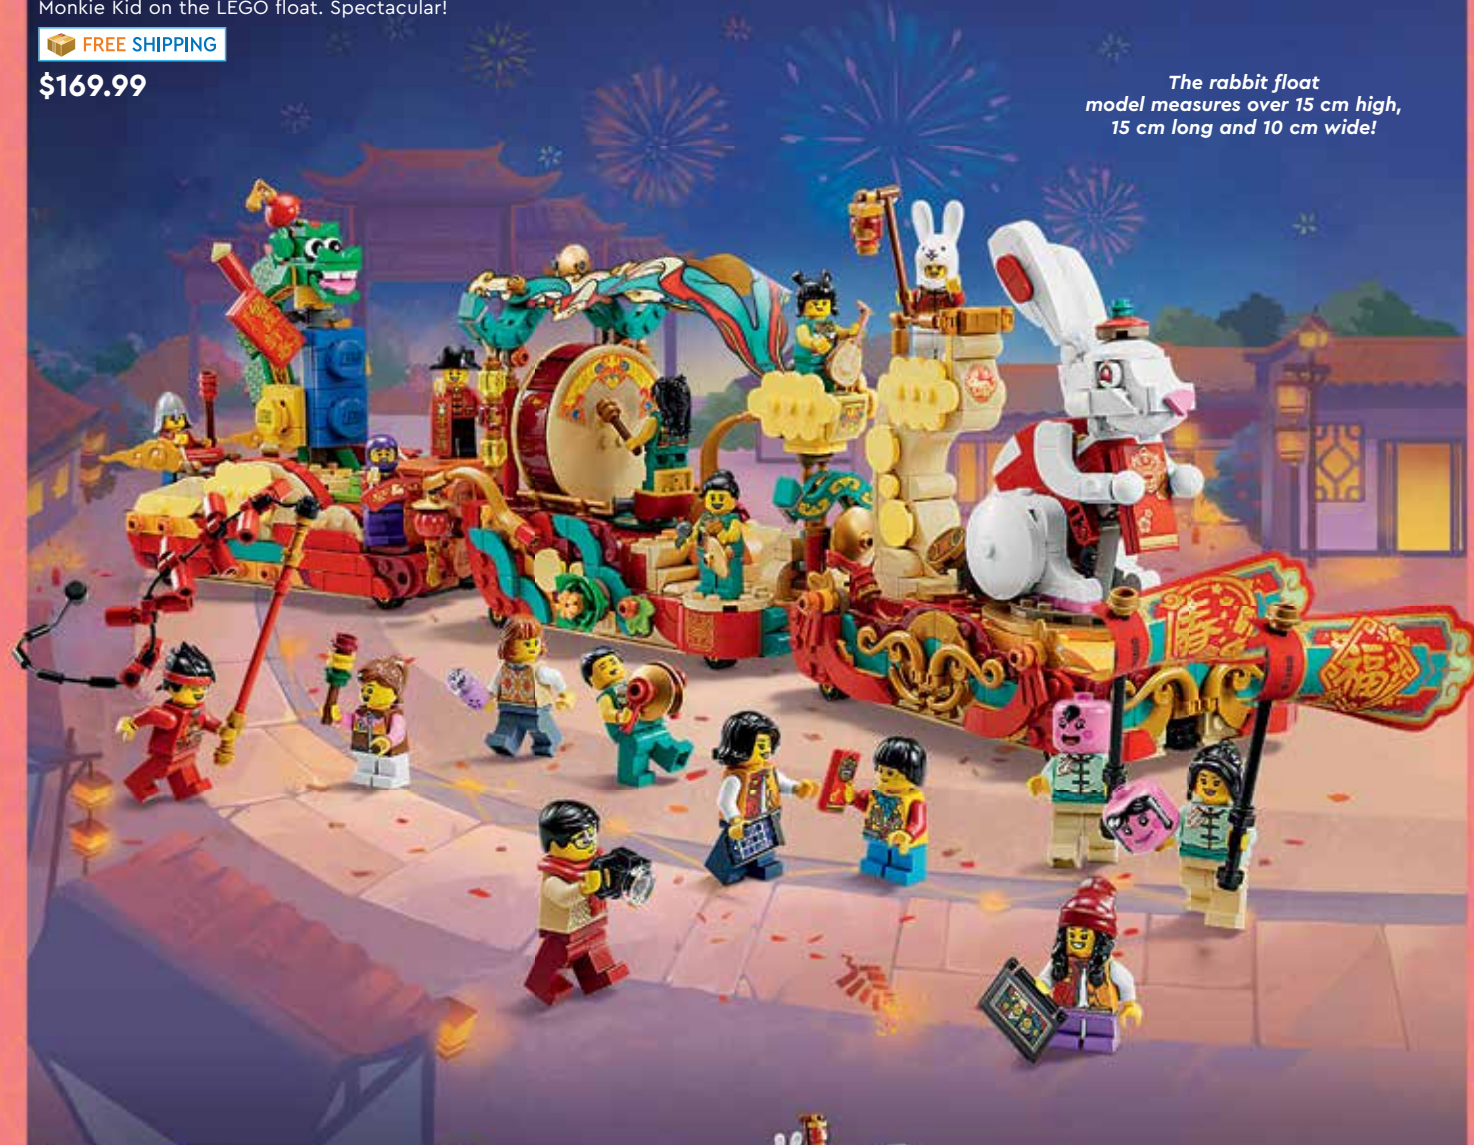 Monkie Kid on the LEGO float. Spectacular!
FREE SHIPPING
$169.99
The rabbit float
model measures over 15 cm high,
15 cm long and 10 cm wide!
春
福